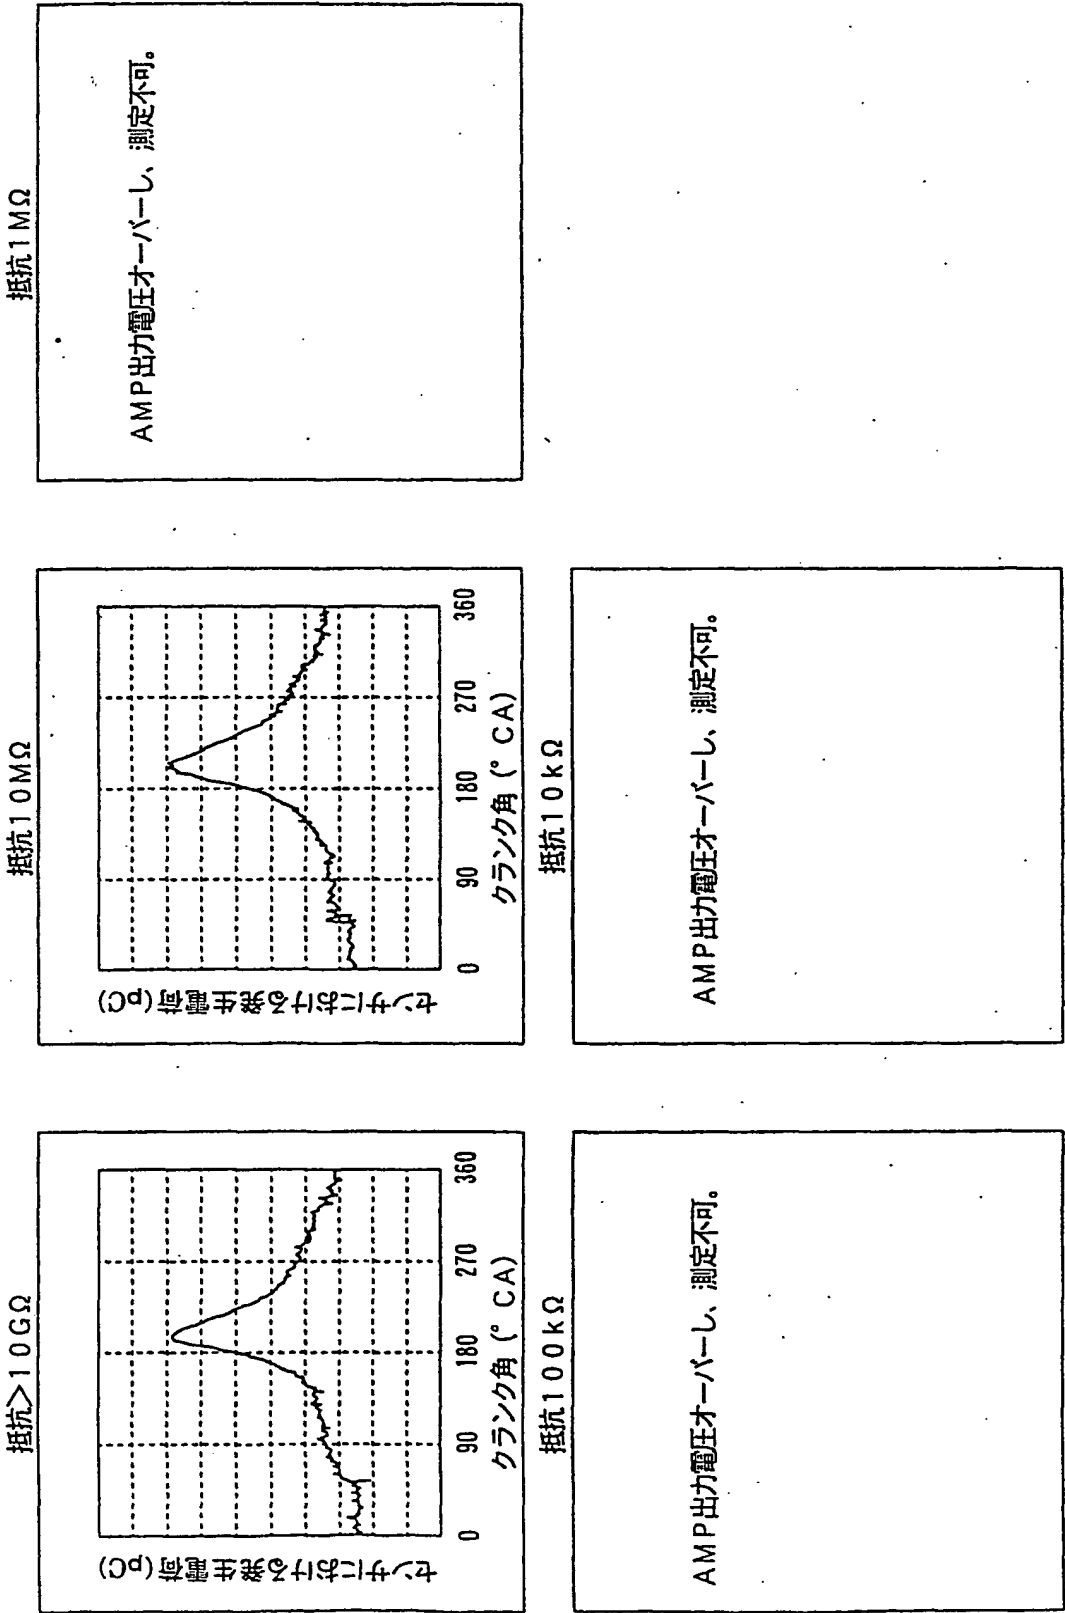 抵抗>10GΩ
センサにおける発生電荷(pC)
0 90 180 270 360
クランク角(°CA)
抵抗10MΩ
センサにおける発生電荷(pC)
0 90 180 270 360
クランク角(°CA)
抵抗1MΩ
AMP出力電圧オーバーし、測定不可。
抵抗100kΩ
AMP出力電圧オーバーし、測定不可。
抵抗10kΩ
AMP出力電圧オーバーし、測定不可。